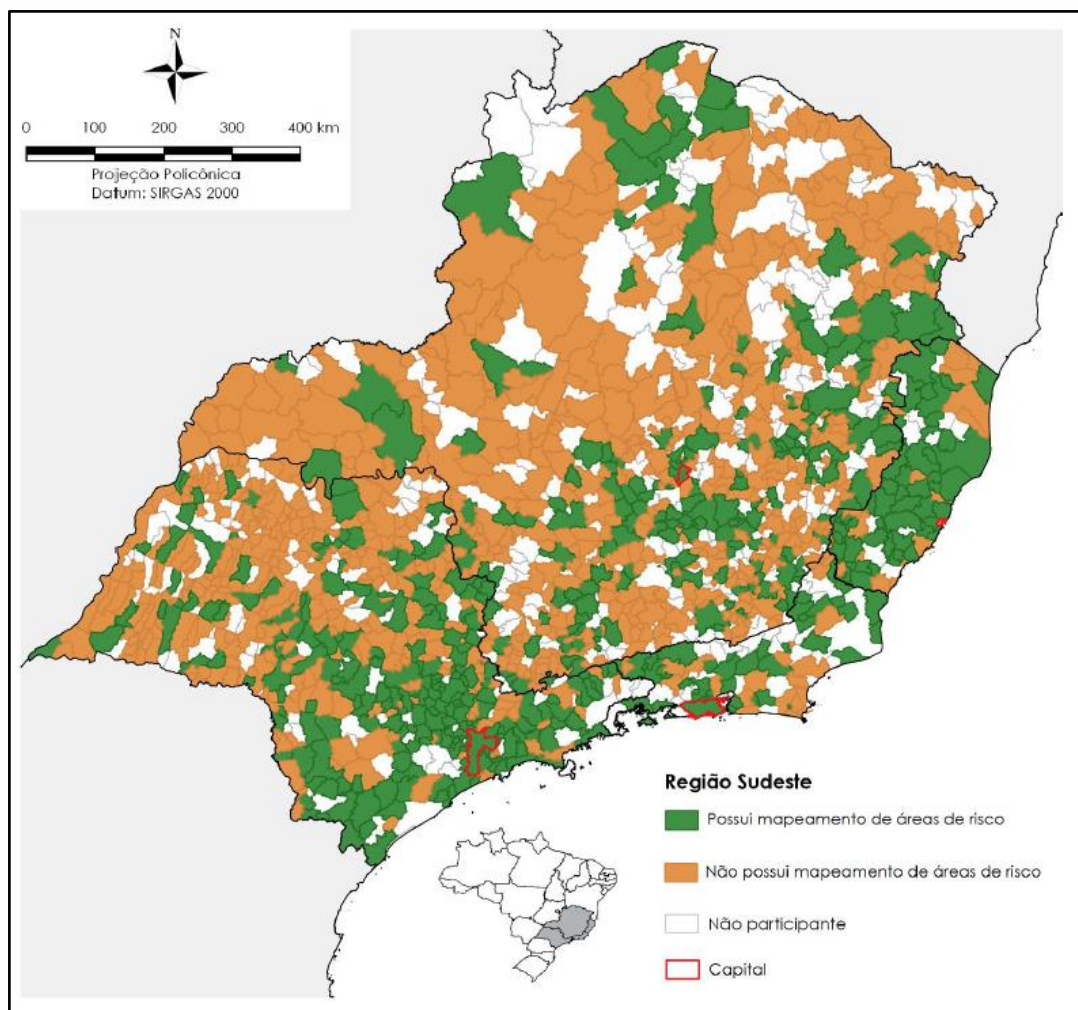 N
0 100 200 300 400 km
Projeção Policônica
Datum: SIRGAS 2000
Região Sudeste
Possui mapeamento de áreas de risco
Não possui mapeamento de áreas de risco
Não participante
Capital